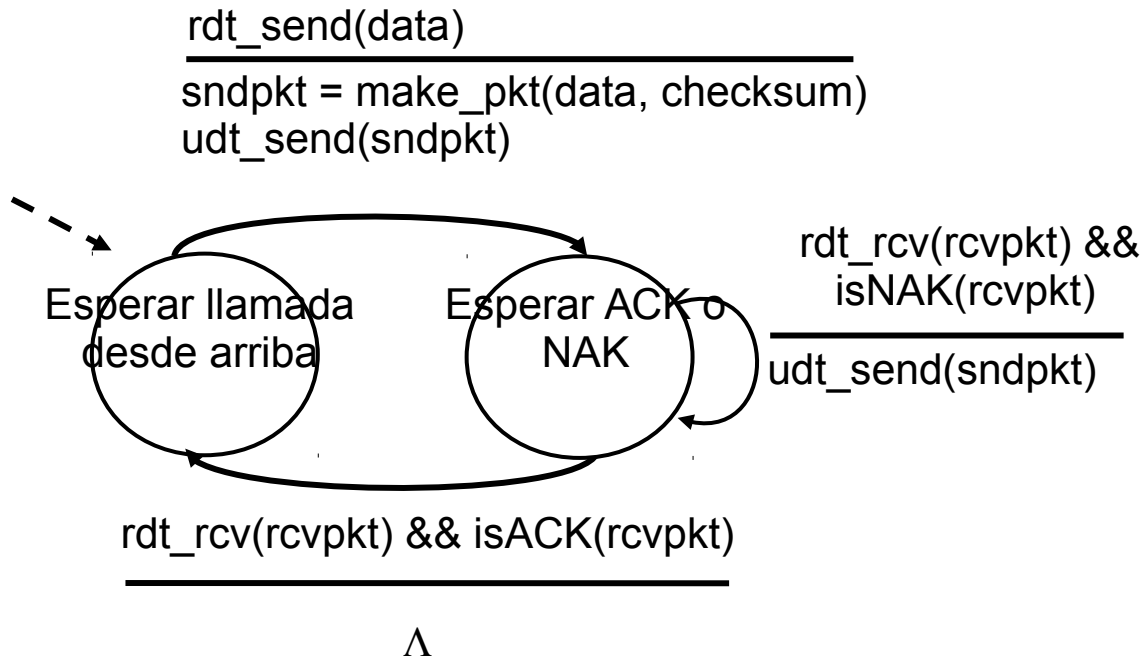 rdt_send(data)
sndpkt = make_pkt(data, checksum)
udt_send(sndpkt)
Esperar llamada
desde arriba
Esperar ACK o
NAK
rdt_rcv(rcvpkt) &&
isNAK(rcvpkt)
udt_send(sndpkt)
rdt_rcv(rcvpkt) && isACK(rcvpkt)
Λ